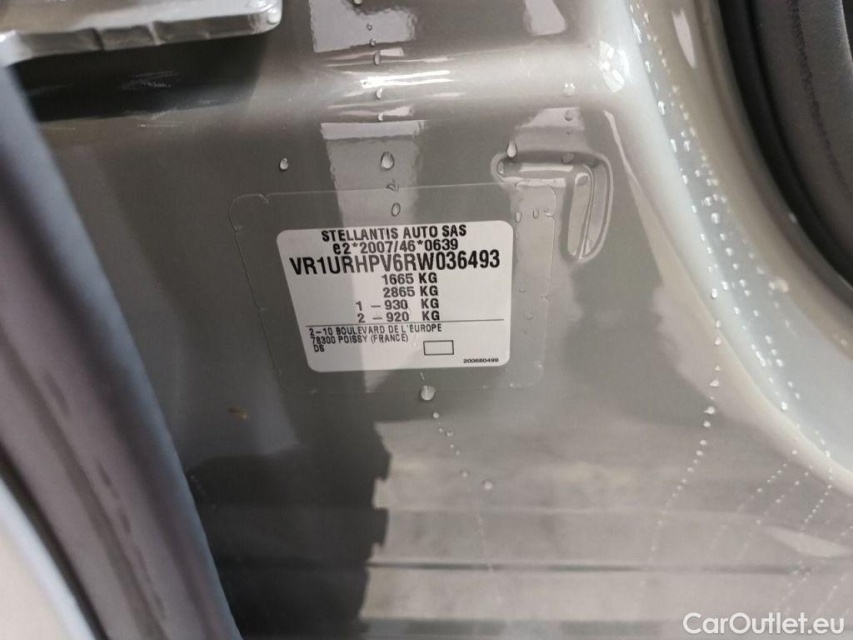 STELLANTIS AUTO SAS
e2*2007/46*0639
VR1URHPV6RW036493
1665 KG
2865 KG
1 - 930 KG
2 - 920 KG
2-10 BOULEVARD DE L'EUROPE
78300 POISSY (FRANCE)
DS
200680499
CarOutlet.eu